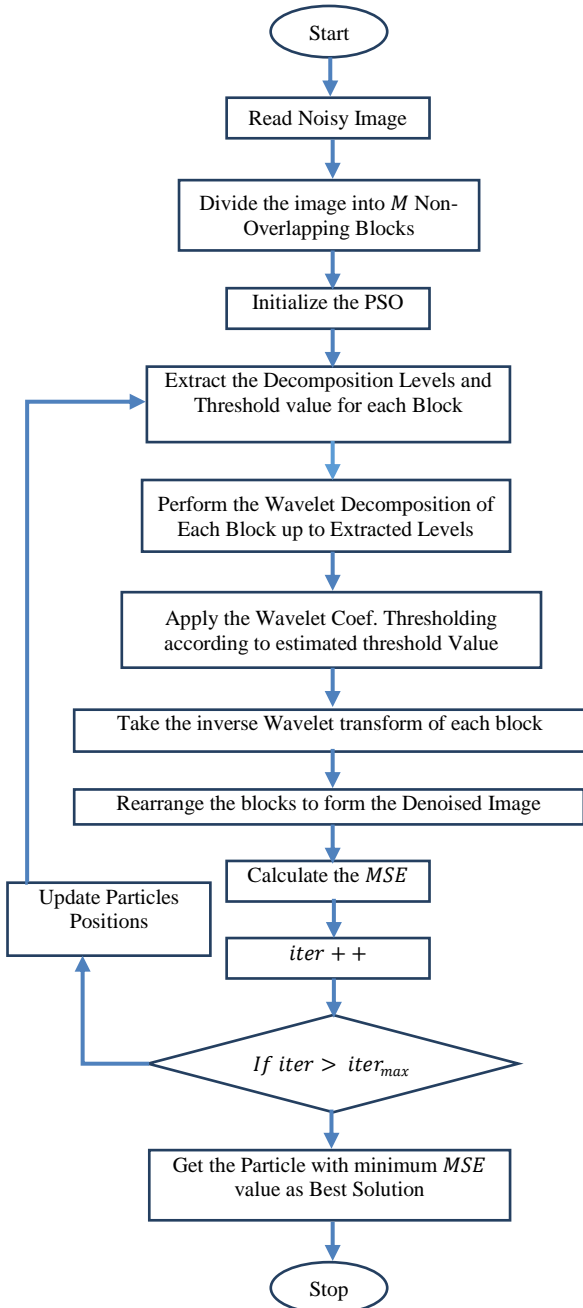 Start
Read Noisy Image
Divide the image into M Non-
Overlapping Blocks
Initialize the PSO
Extract the Decomposition Levels and
Threshold value for each Block
Perform the Wavelet Decomposition of
Each Block up to Extracted Levels
Apply the Wavelet Coef. Thresholding
according to estimated threshold Value
Take the inverse Wavelet transform of each block
Rearrange the blocks to form the Denoised Image
Calculate the MSE
Update Particles
Positions
iter + +
If iter > iter_max
Get the Particle with minimum MSE
value as Best Solution
Stop